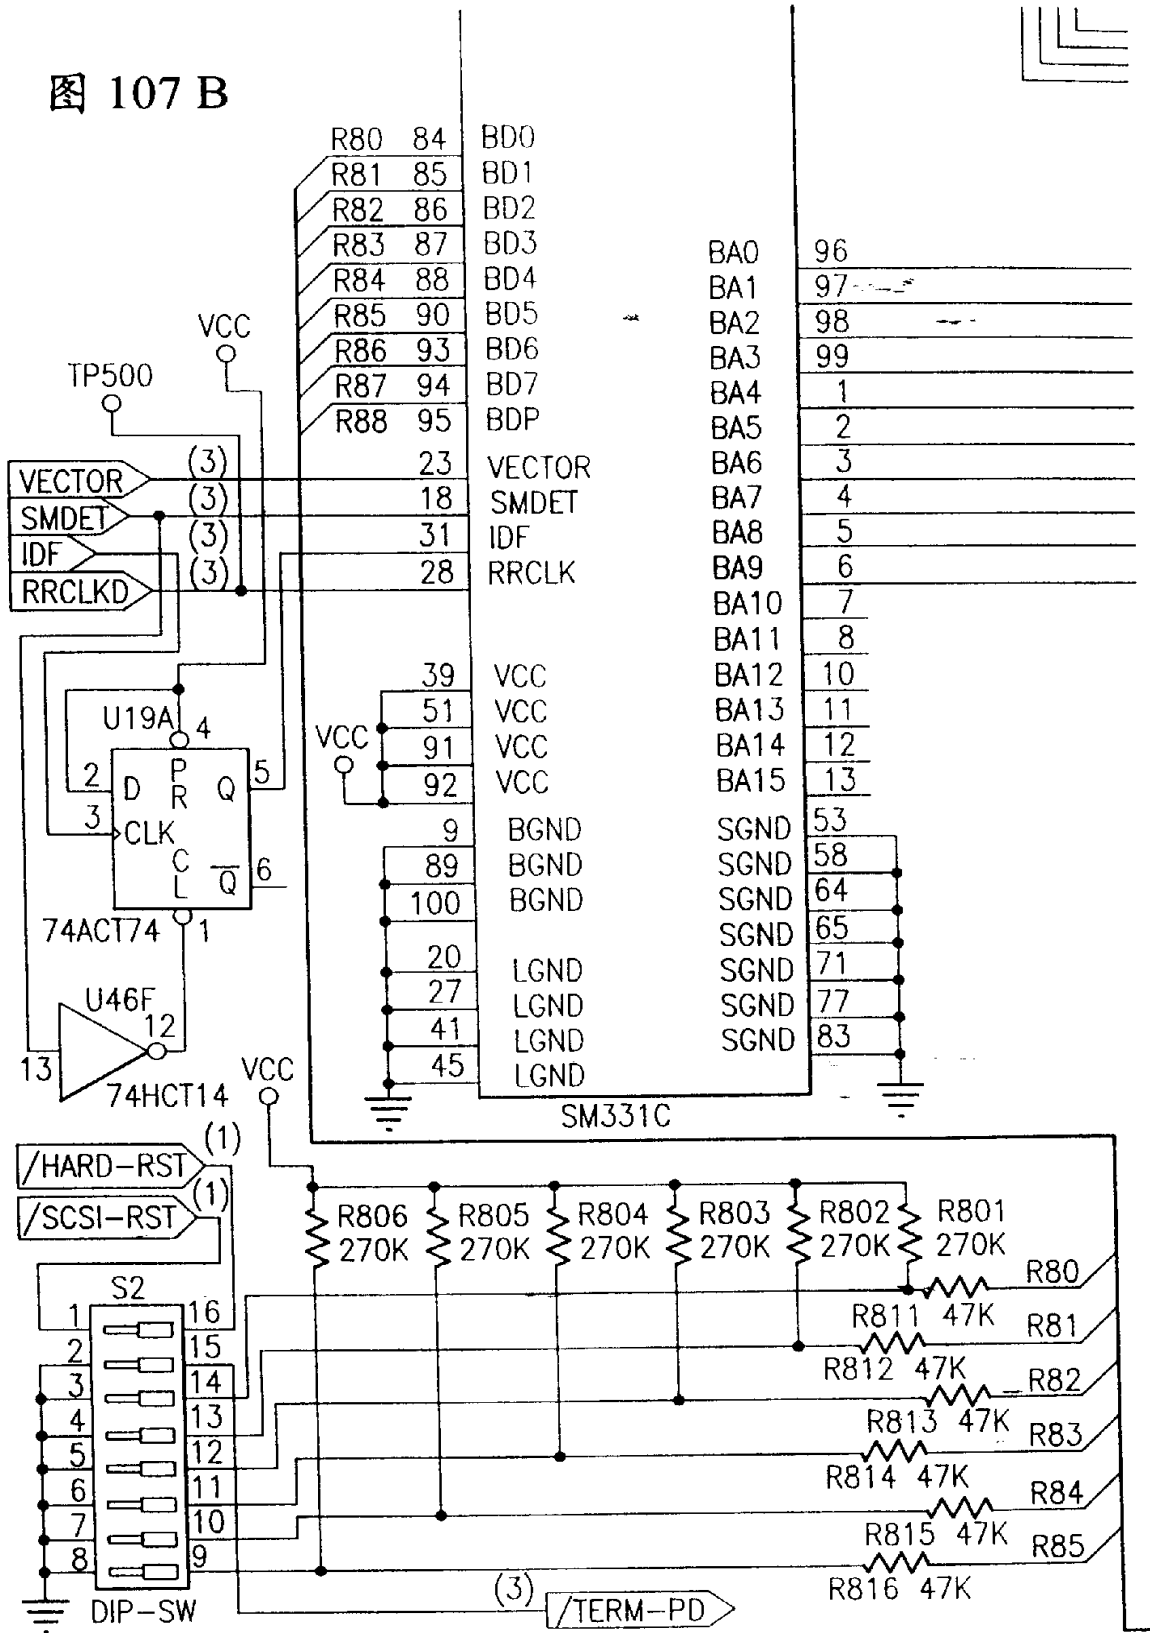 图 107 B
R80 84 BD0
R81 85 BD1
R82 86 BD2
R83 87 BD3
R84 88 BD4
R85 90 BD5
R86 93 BD6
R87 94 BD7
R88 95 BDP
BA0 96
BA1 97
BA2 98
BA3 99
BA4 1
BA5 2
BA6 3
BA7 4
BA8 5
BA9 6
BA10 7
BA11 8
BA12 10
BA13 11
BA14 12
BA15 13
VCC
TP500
VECTOR (3) 23 VECTOR
SMDET (3) 18 SMDET
IDF (3) 31 IDF
RRCLKD (3) 28 RRCLK
39 VCC
51 VCC
91 VCC
92 VCC
VCC
U19A 4
2 D PR Q 5
3 CLK
CL Q 6
74ACT74 1
U46F
12
13
74HCT14
9 BGND
89 BGND
100 BGND
20 LGND
27 LGND
41 LGND
45 LGND
SGND 53
SGND 58
SGND 64
SGND 65
SGND 71
SGND 77
SGND 83
SM331C
VCC
/HARD-RST (1)
/SCSI-RST (1)
R806 270K
R805 270K
R804 270K
R803 270K
R802 270K
R801 270K
S2
1 16
2 15
3 14
4 13
5 12
6 11
7 10
8 9
DIP-SW
R80
R811 47K
R81
R812 47K
R82
R813 47K
R83
R814 47K
R84
R815 47K
R85
R816 47K
(3) /TERM-PD